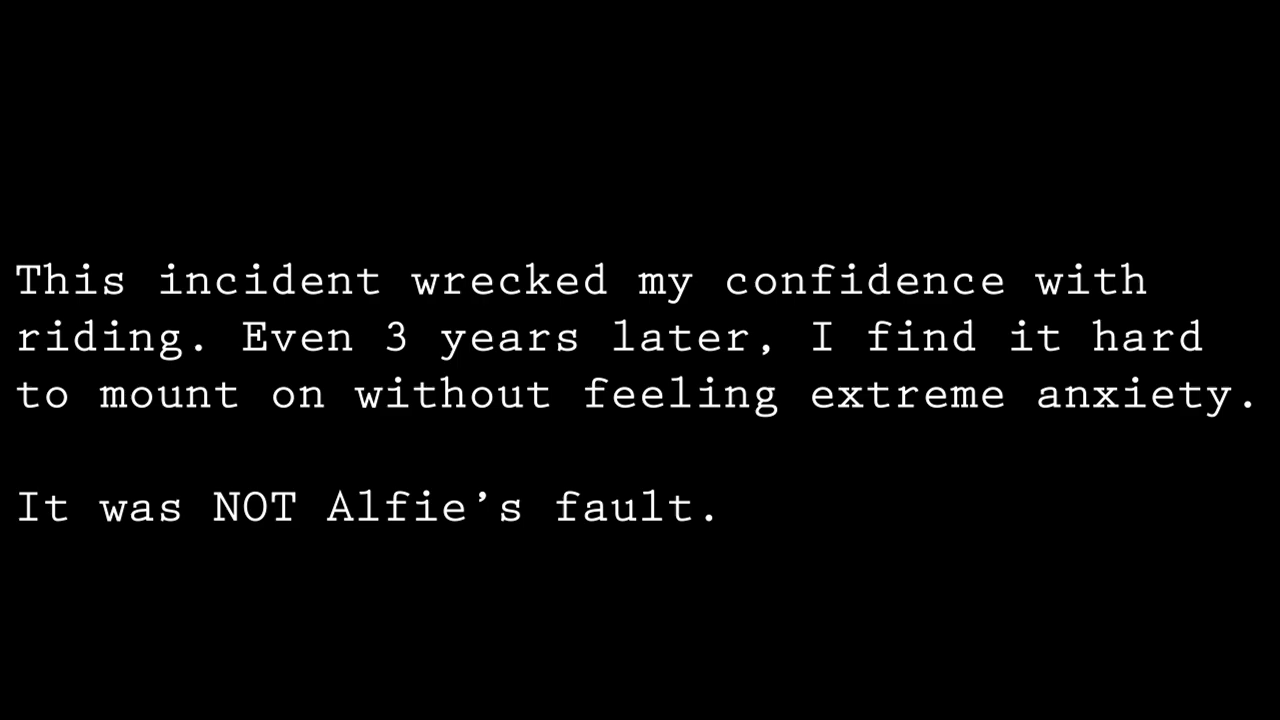 This incident wrecked my confidence with
riding. Even 3 years later, I find it hard
to mount on without feeling extreme anxiety.
It was NOT Alfie’s fault.